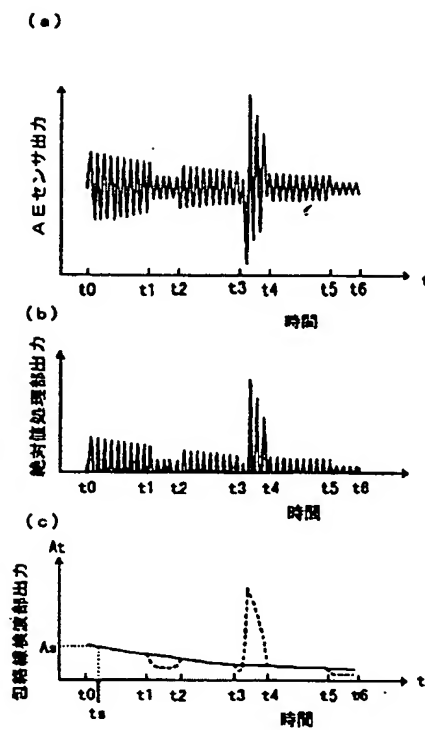 (a)
AEセンサ出力
t0 t1 t2 t3 t4 t5 t6
t
時間
(b)
絶対値処理部出力
t0 t1 t2 t3 t4 t5 t6
時間
(c)
At
包絡線検波部出力
As
t
t0 t1 t2 t3 t4 t5 t6
ts
時間